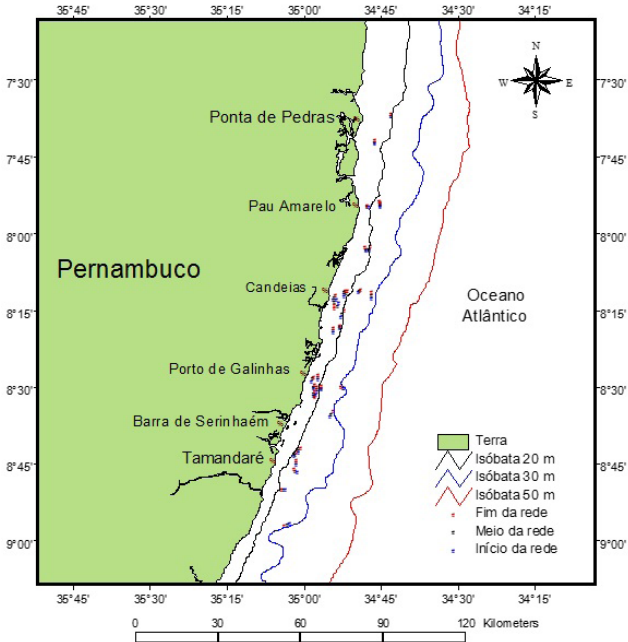 35°45' 35°30' 35°15' 35°00' 34°45' 34°30' 34°15'
N
W E
S
7°30'
Ponta de Pedras
7°45'
Pau Amarelo
8°00'
Pernambuco
Candeias
Oceano
Atlântico
8°15'
Porto de Galinhas
8°30'
Barra de Serinhaém
Tamandaré
8°45'
9°00'
Terra
Isóbata 20 m
Isóbata 30 m
Isóbata 50 m
Fim da rede
Meio da rede
Início da rede
7°30'
7°45'
8°00'
8°15'
8°30'
8°45'
9°00'
35°45' 35°30' 35°15' 35°00' 34°45' 34°30' 34°15'
0 30 60 90 120 Kilometers